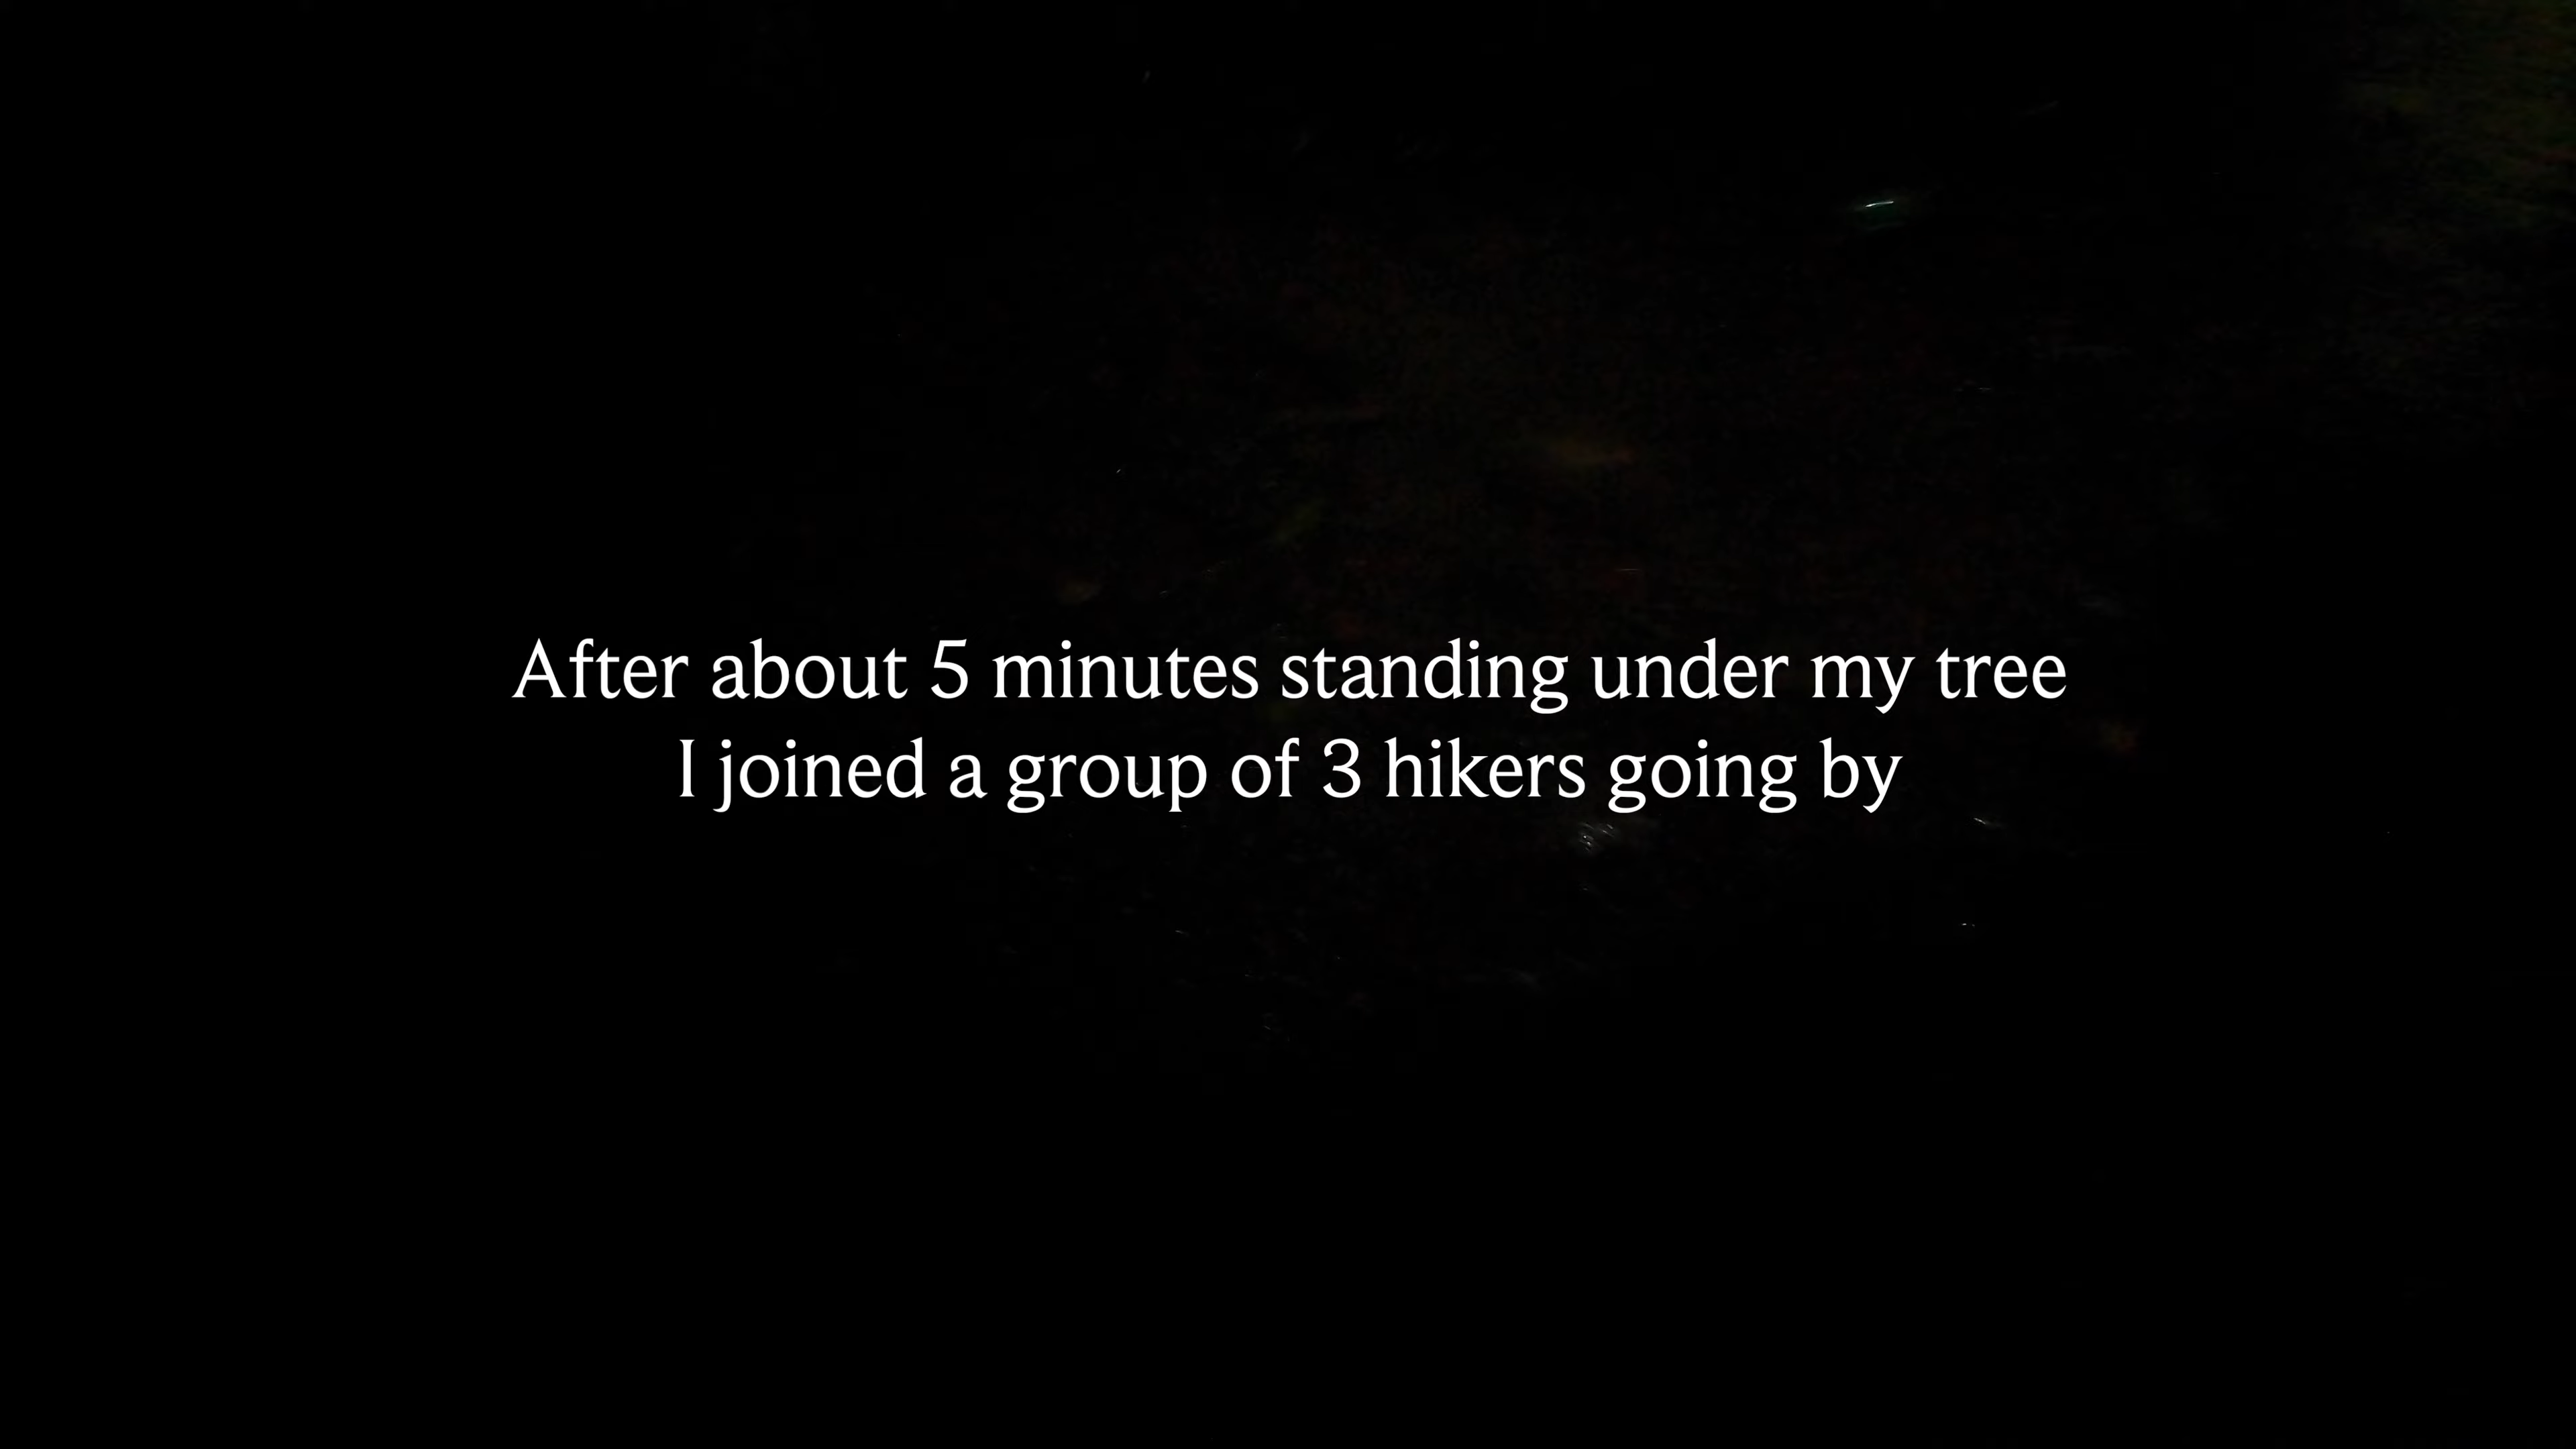 After about 5 minutes standing under my tree
I joined a group of 3 hikers going by